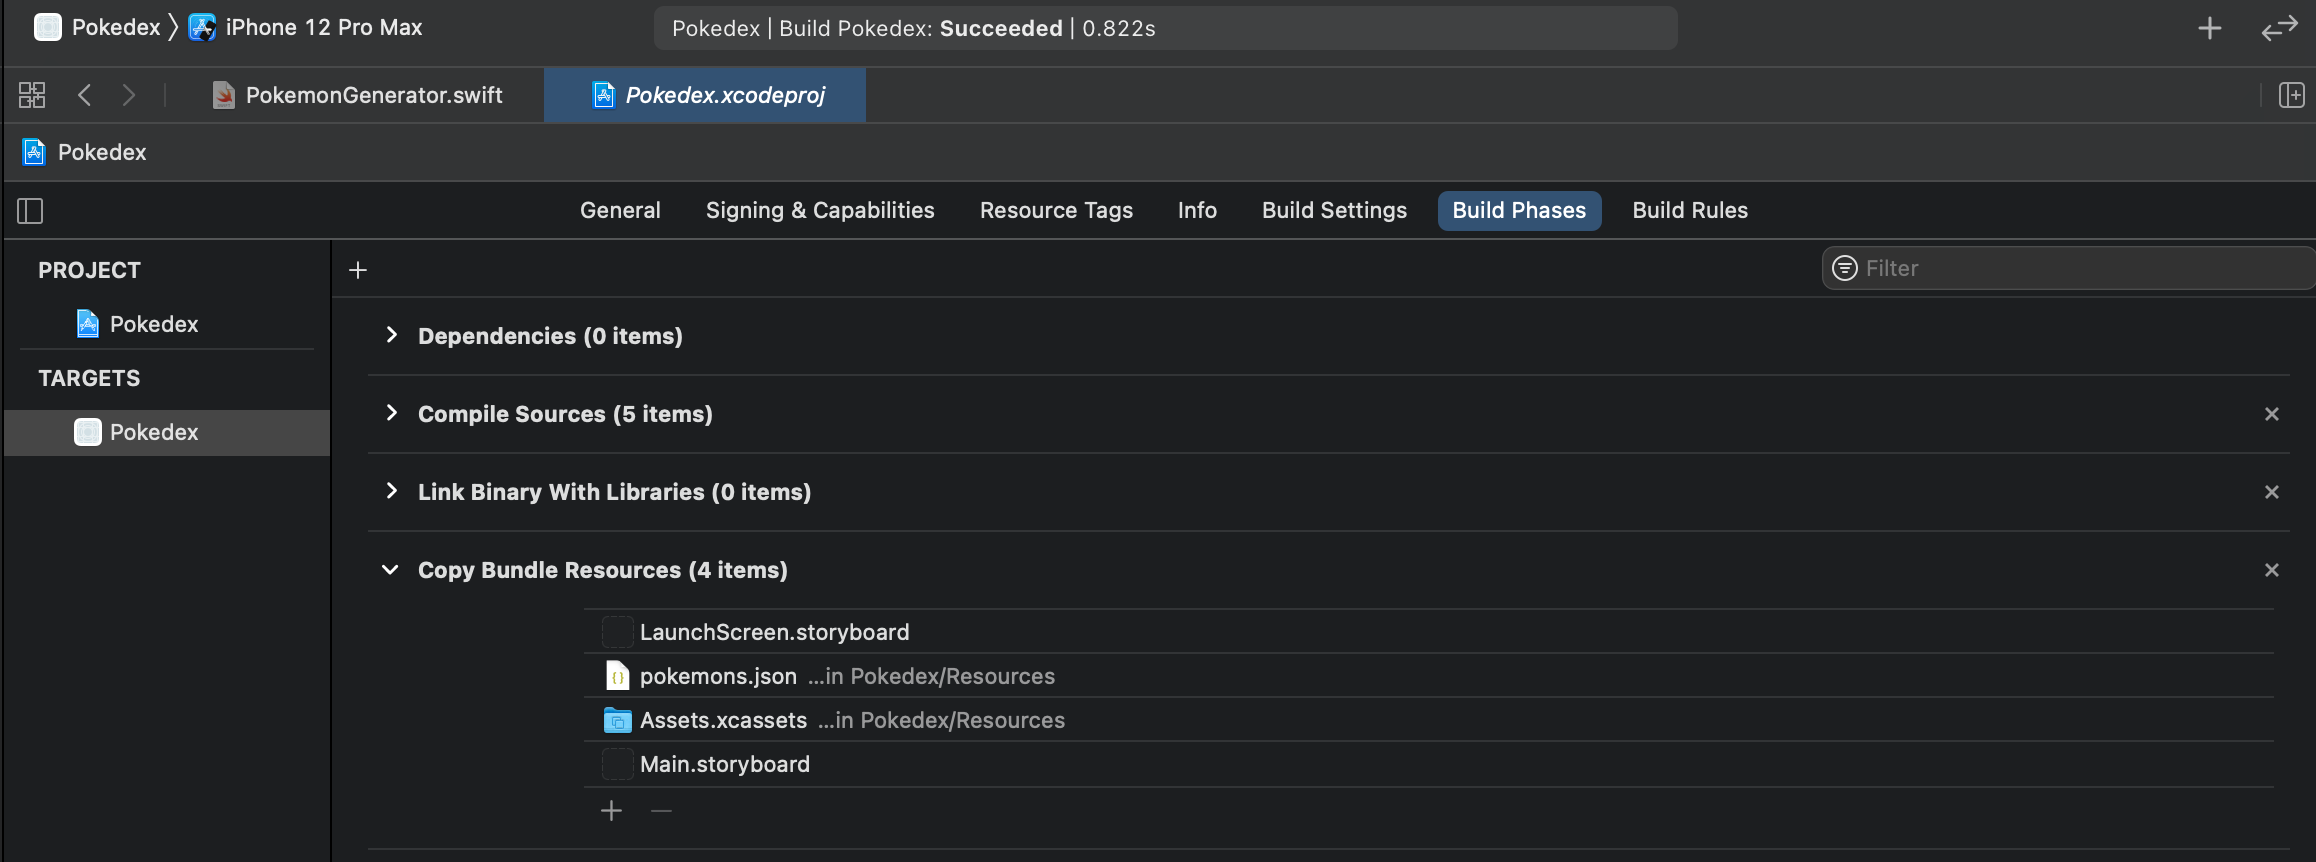 Pokedex 〉 iPhone 12 Pro Max
Pokedex | Build Pokedex: Succeeded | 0.822s
PokemonGenerator.swift
Pokedex.xcodeproj
Pokedex
General Signing & Capabilities Resource Tags Info Build Settings Build Phases Build Rules
PROJECT
Pokedex
TARGETS
Pokedex
Filter
Dependencies (0 items)
Compile Sources (5 items)
Link Binary With Libraries (0 items)
Copy Bundle Resources (4 items)
LaunchScreen.storyboard
pokemons.json ...in Pokedex/Resources
Assets.xcassets ...in Pokedex/Resources
Main.storyboard